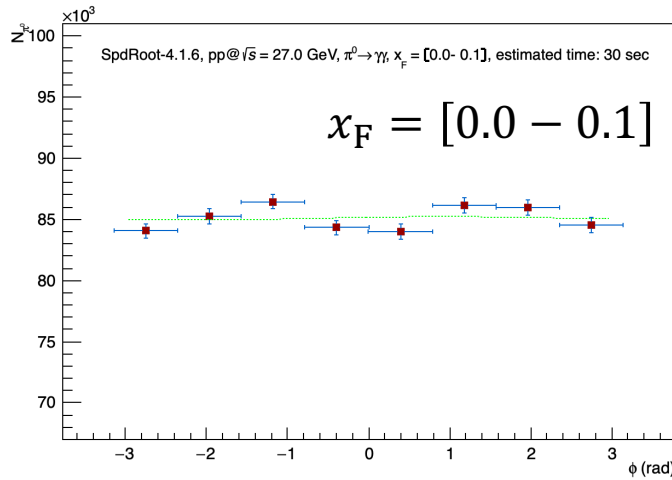 ×10³
N_π⁰
100
95
90
85
80
75
70
SpdRoot-4.1.6, pp@√s = 27.0 GeV, π⁰→γγ, x_F = [0.0- 0.1], estimated time: 30 sec
x_F = [0.0 − 0.1]
−3 −2 −1 0 1 2 3
ϕ (rad)